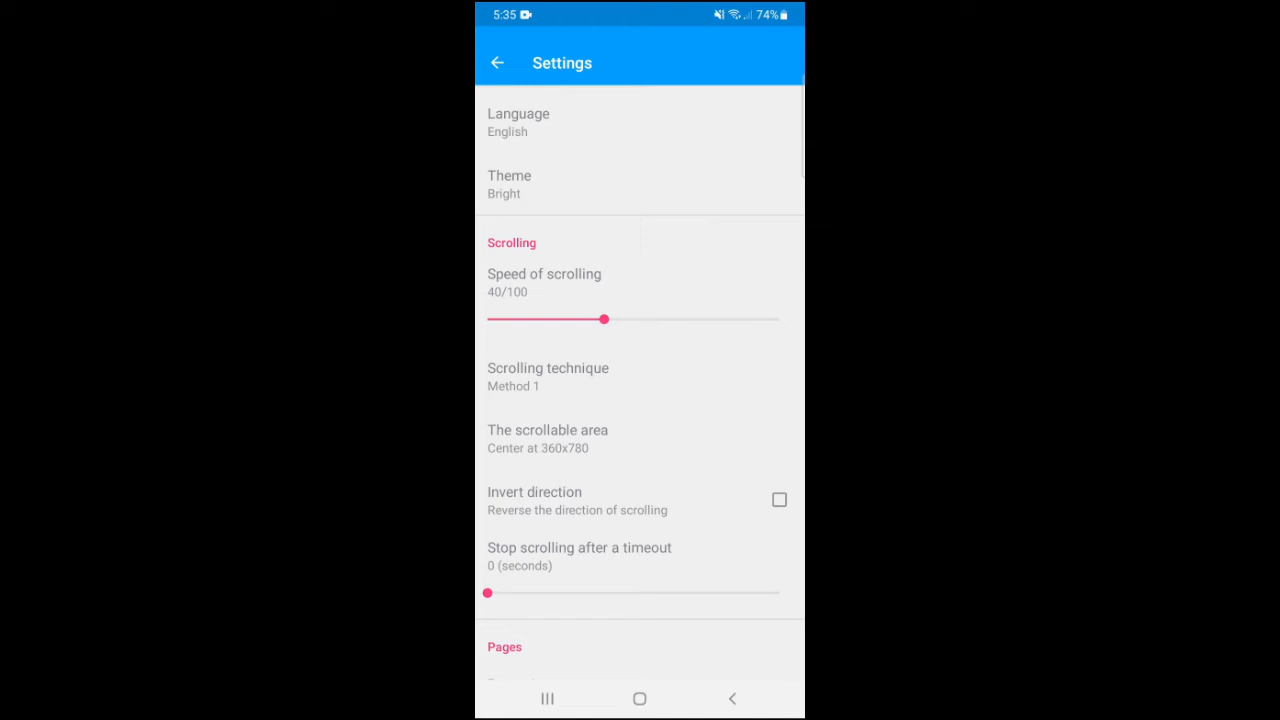 5:35
74%
Settings
Language
English
Theme
Bright
Scrolling
Speed of scrolling
40/100
Scrolling technique
Method 1
The scrollable area
Center at 360x780
Invert direction
Reverse the direction of scrolling
Stop scrolling after a timeout
0 (seconds)
Pages